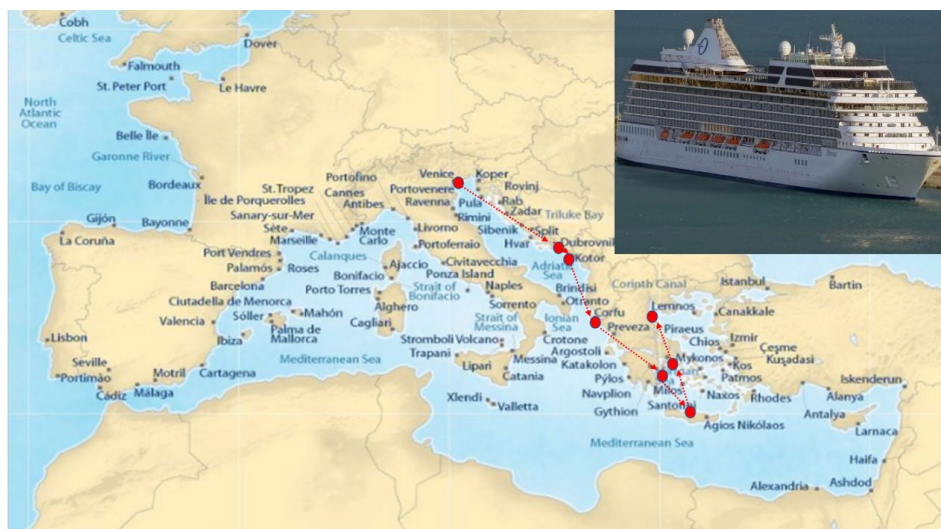 Cobh
Celtic Sea
Dover
Falmouth
St. Peter Port
Le Havre
North
Atlantic
Ocean
Belle Île
Garonne River
Bay of Biscay
Bordeaux
St. Tropez
Île de Porquerolles
Sanary-sur-Mer
Sète
Marseille
Portofino
Cannes
Antibes
Monte
Carlo
Venice
Koper
Portovenere
Rovinj
Ravenna
Pula
Rab
Rimini
Zadar
Triluke Bay
Livorno
Sibenik
Split
Portoferraio
Hvar
Dubrovnik
Kotor
Gijón
Bayonne
La Coruña
Port Vendres
Calanques
Palamós
Roses
Ajaccio
Civitavecchia
Adriatic
Sea
Bonifacio
Ponza Island
Barcelona
Porto Torres
Strait of
Bonifacio
Naples
Brindisi
Otranto
Corinth Canal
Istanbul
Bartin
Ciutadella de Menorca
Sóller
Mahón
Alghero
Sorrento
Lemnos
Canakkale
Valencia
Palma de
Mallorca
Cagliari
Strait of
Messina
Ionian
Sea
Corfu
Preveza
Piraeus
Lisbon
Ibiza
Stromboli Volcano
Crotone
Chios
Izmir
Çeşme
Mediterranean Sea
Trapani
Messina
Argostoli
Mykonos
Kuşadasi
Seville
Lipari
Catania
Katakolon
Kos
Portimão
Motril
Cartagena
Pýlos
Milos
Patmos
Iskenderun
Cádiz
Málaga
Xlendi
Valletta
Navplion
Naxos
Rhodes
Alanya
Gythion
Santorini
Antalya
Agios Nikólaos
Larnaca
Mediterranean Sea
Haifa
Alexandria
Ashdod